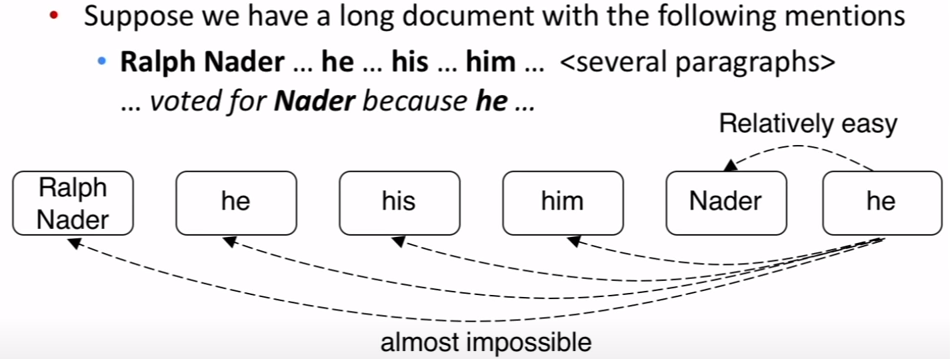 • Suppose we have a long document with the following mentions
• Ralph Nader ... he ... his ... him ... <several paragraphs>
... voted for Nader because he ...
Relatively easy
Ralph
Nader
he
his
him
Nader
he
almost impossible